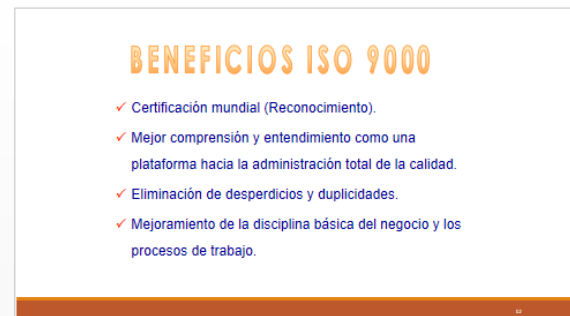 BENEFICIOS ISO 9000
✓ Certificación mundial (Reconocimiento).
✓ Mejor comprensión y entendimiento como una
plataforma hacia la administración total de la calidad.
✓ Eliminación de desperdicios y duplicidades.
✓ Mejoramiento de la disciplina básica del negocio y los
procesos de trabajo.
12